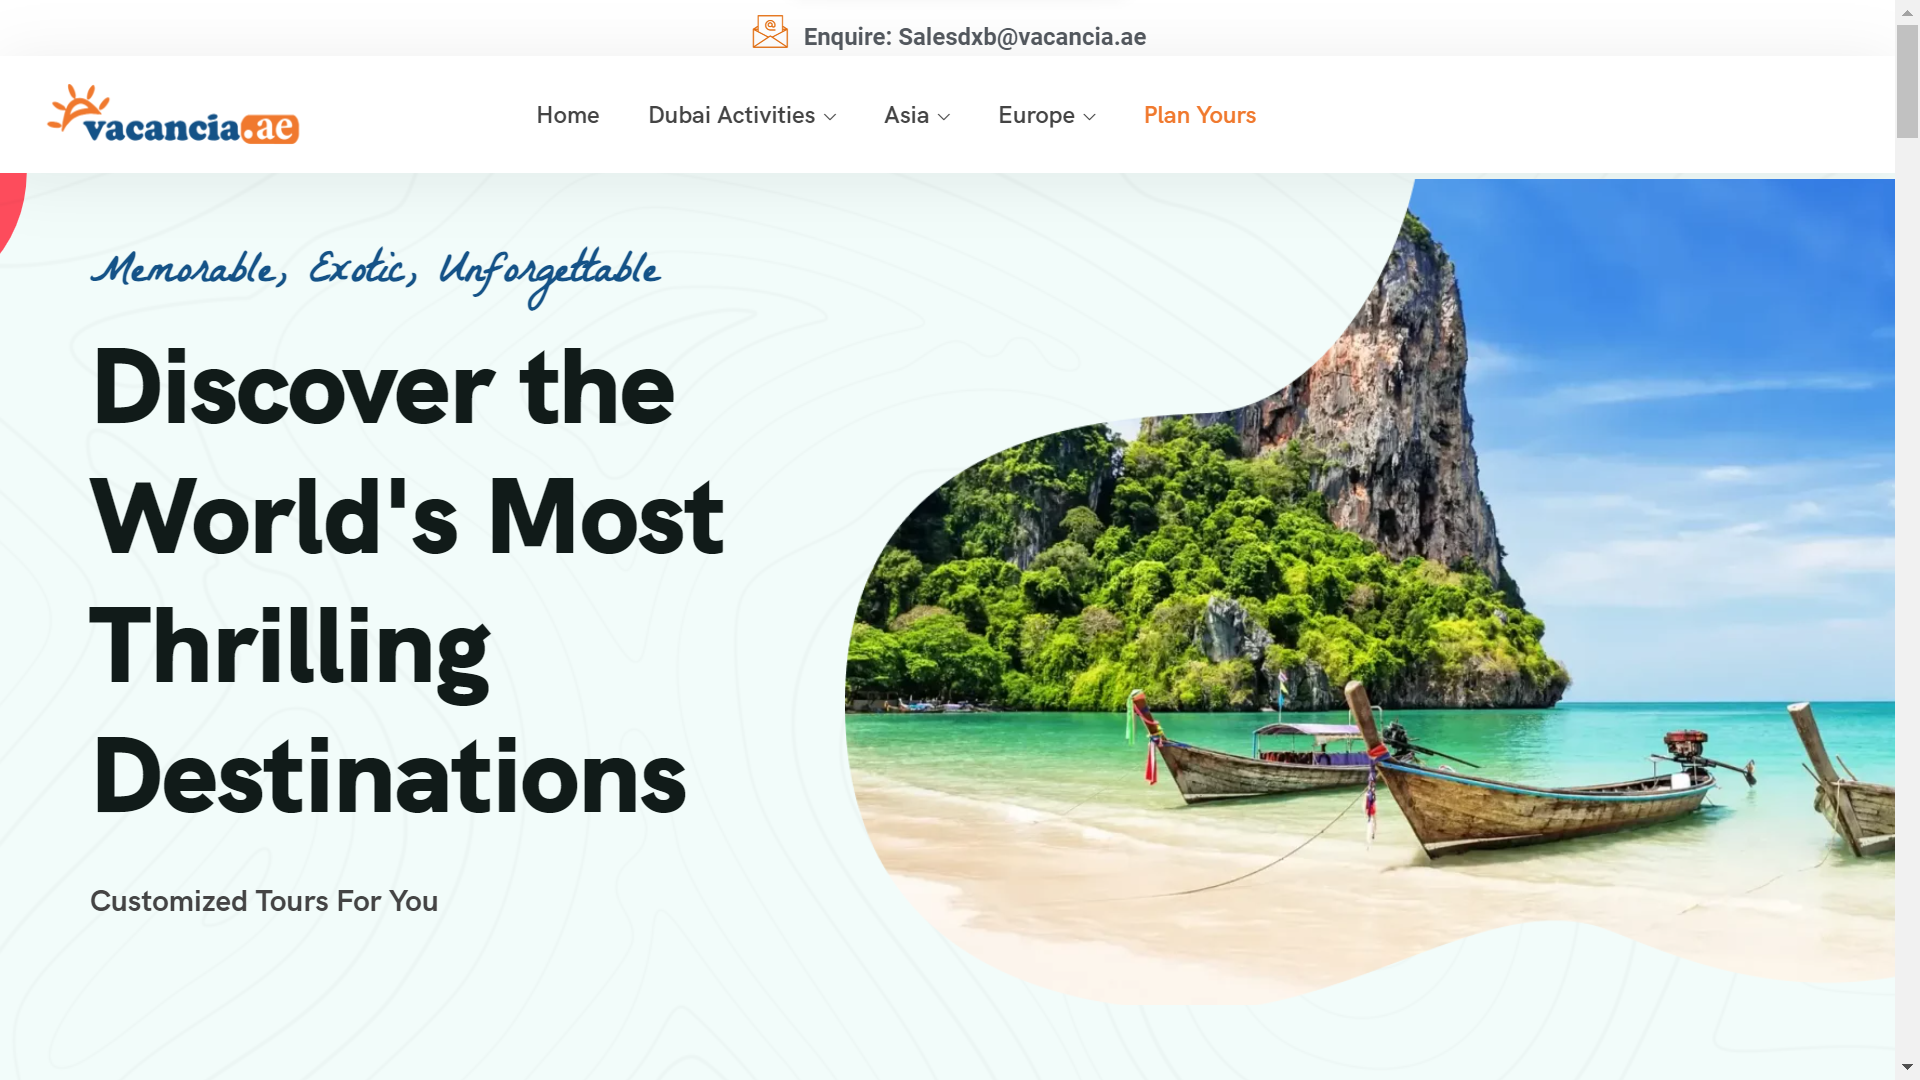 Enquire: Salesdxb@vacancia.ae
vacancia.ae
Home Dubai Activities Asia Europe Plan Yours
Memorable, Exotic, Unforgettable
Discover the
World's Most
Thrilling
Destinations
Customized Tours For You